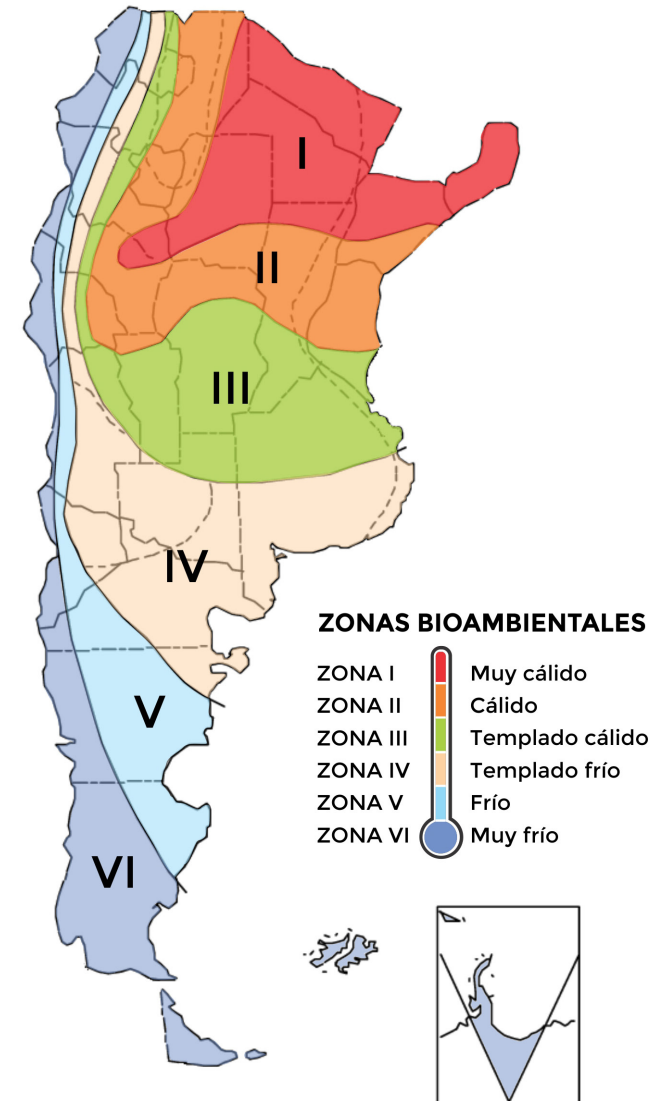 I
II
III
IV
V
VI
ZONAS BIOAMBIENTALES
ZONA I Muy cálido
ZONA II Cálido
ZONA III Templado cálido
ZONA IV Templado frío
ZONA V Frío
ZONA VI Muy frío